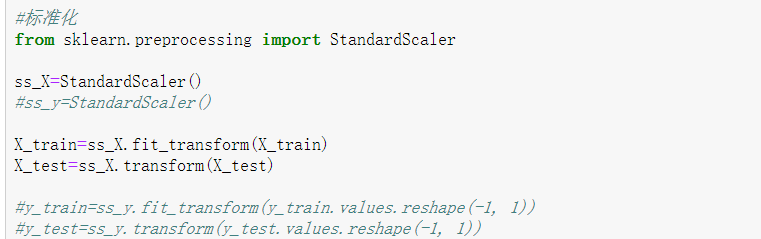 #标准化
from sklearn.preprocessing import StandardScaler
ss_X=StandardScaler()
#ss_y=StandardScaler()
X_train=ss_X.fit_transform(X_train)
X_test=ss_X.transform(X_test)
#y_train=ss_y.fit_transform(y_train.values.reshape(-1, 1))
#y_test=ss_y.transform(y_test.values.reshape(-1, 1))